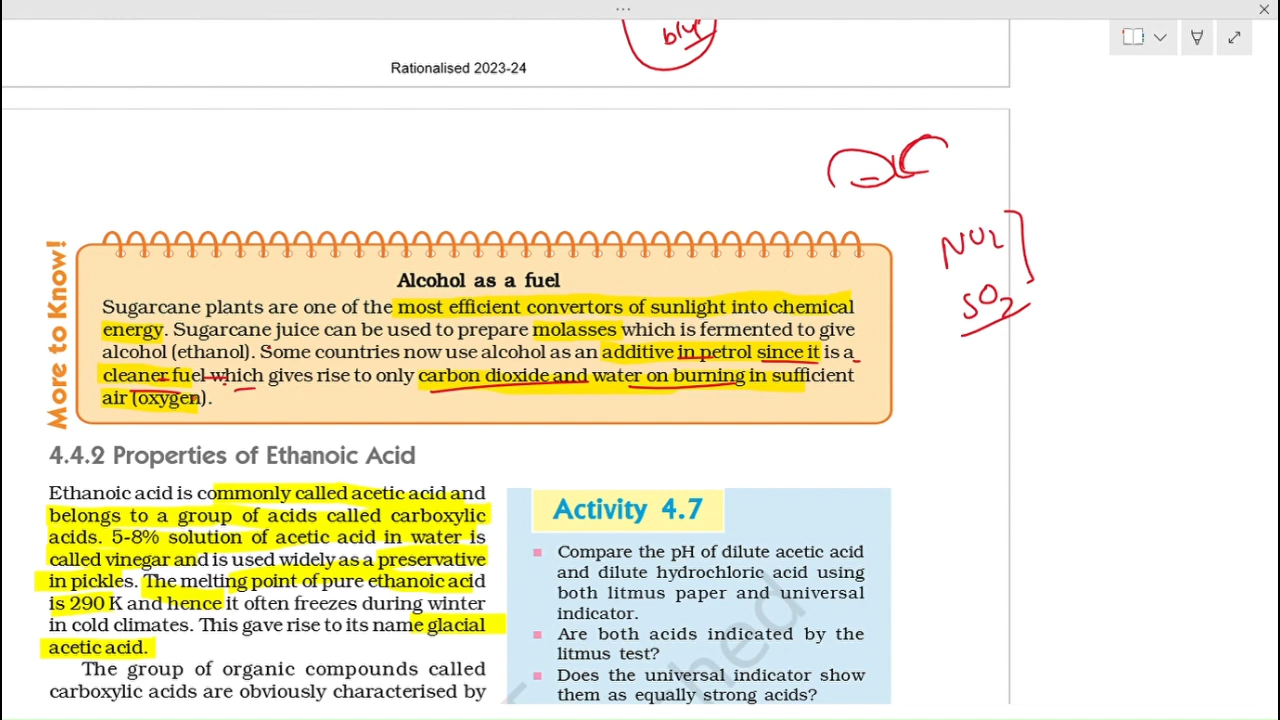 blue
Rationalised 2023-24
NO2
SO2
More to Know!
Alcohol as a fuel
Sugarcane plants are one of the most efficient convertors of sunlight into chemical
energy. Sugarcane juice can be used to prepare molasses which is fermented to give
alcohol (ethanol). Some countries now use alcohol as an additive in petrol since it is a
cleaner fuel which gives rise to only carbon dioxide and water on burning in sufficient
air (oxygen).
4.4.2 Properties of Ethanoic Acid
Ethanoic acid is commonly called acetic acid and
belongs to a group of acids called carboxylic
acids. 5-8% solution of acetic acid in water is
called vinegar and is used widely as a preservative
in pickles. The melting point of pure ethanoic acid
is 290 K and hence it often freezes during winter
in cold climates. This gave rise to its name glacial
acetic acid.
The group of organic compounds called
carboxylic acids are obviously characterised by
Activity 4.7
Compare the pH of dilute acetic acid
and dilute hydrochloric acid using
both litmus paper and universal
indicator.
Are both acids indicated by the
litmus test?
Does the universal indicator show
them as equally strong acids?